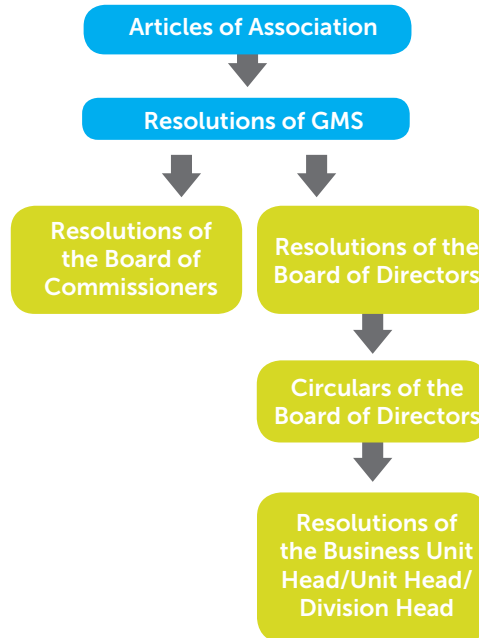 Articles of Association
Resolutions of GMS
Resolutions of
the Board of
Commissioners
Resolutions of the
Board of Directors
Circulars of the
Board of Directors
Resolutions of
the Business Unit
Head/Unit Head/
Division Head